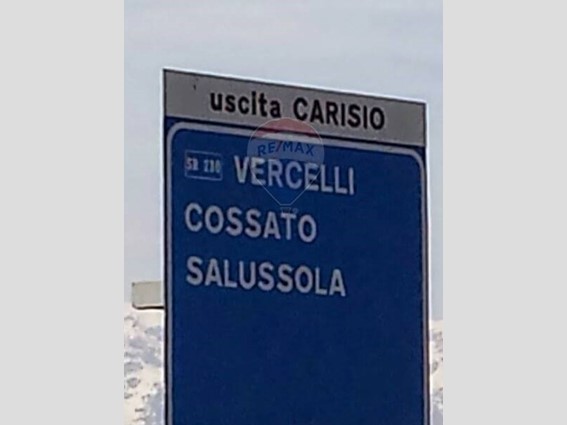 uscita CARISIO
RE/MAX
SR 230 VERCELLI
COSSATO
SALUSSOLA